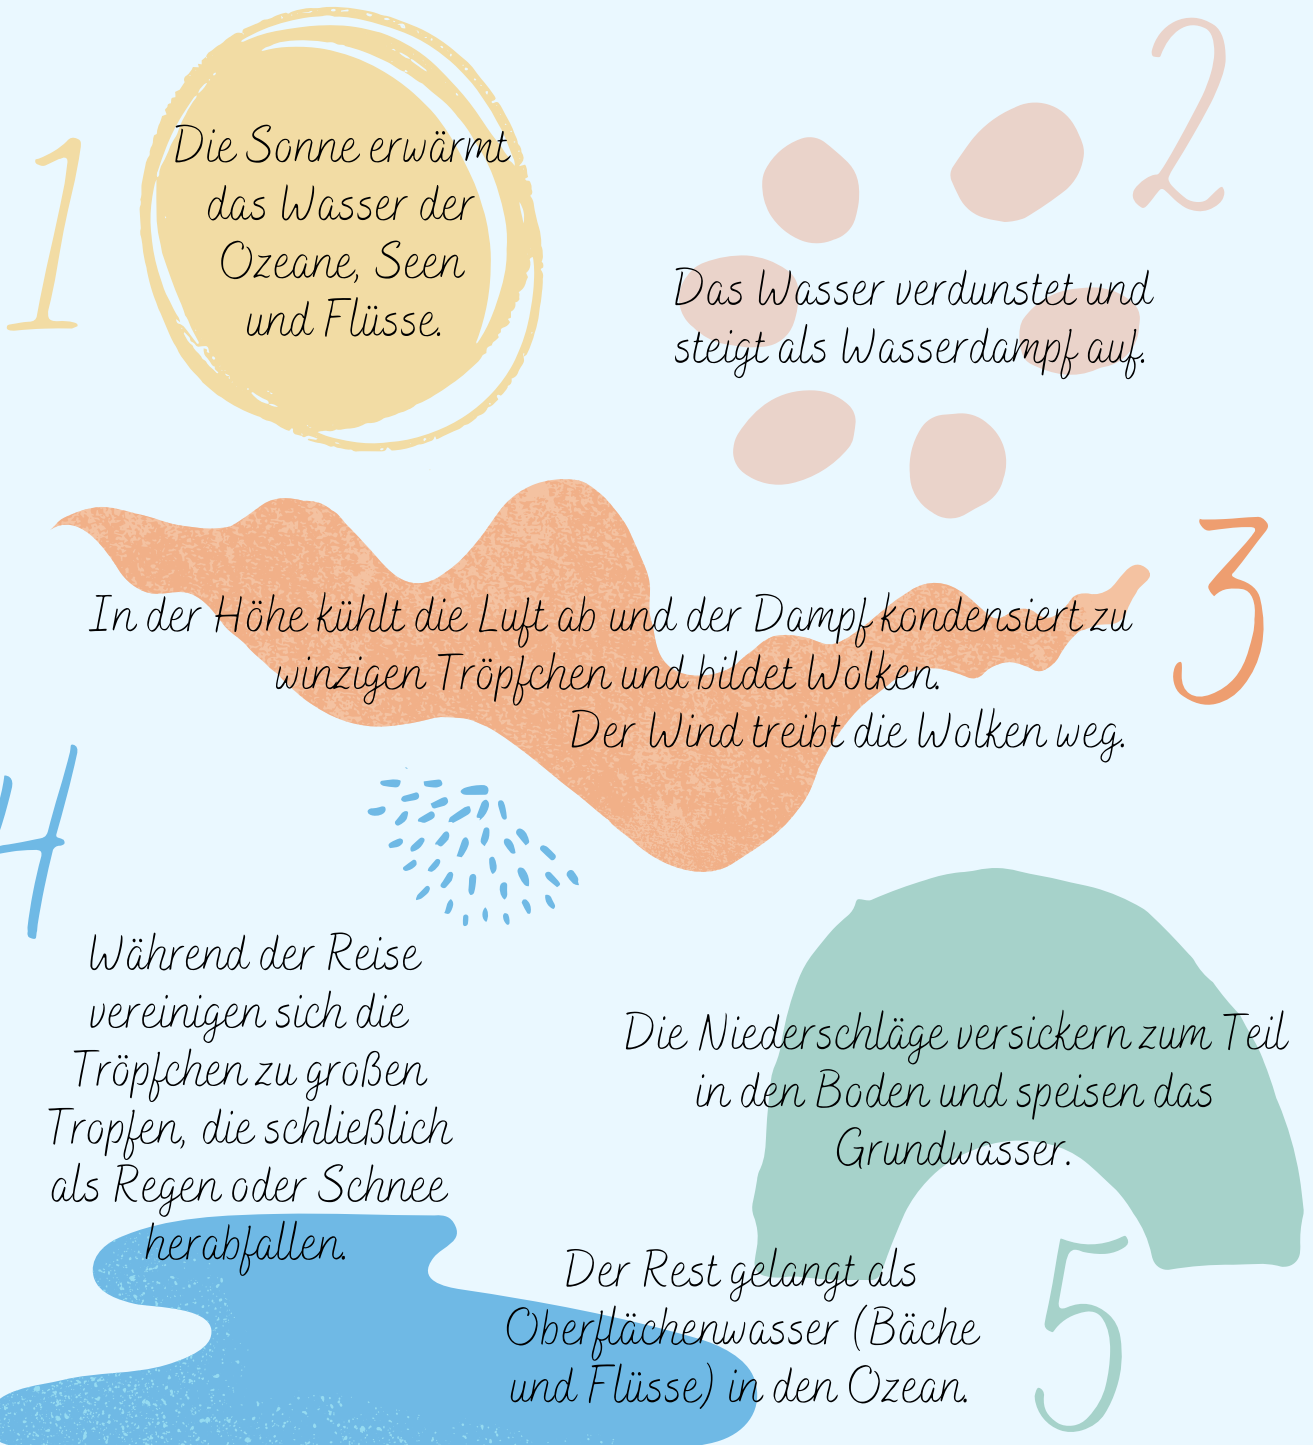 1
Die Sonne erwärmt
das Wasser der
Ozeane, Seen
und Flüsse.
2
Das Wasser verdunstet und
steigt als Wasserdampf auf.
3
In der Höhe kühlt die Luft ab und der Dampf kondensiert zu
winzigen Tröpfchen und bildet Wolken.
Der Wind treibt die Wolken weg.
4
Während der Reise
vereinigen sich die
Tröpfchen zu großen
Tropfen, die schließlich
als Regen oder Schnee
herabfallen.
Die Niederschläge versickern zum Teil
in den Boden und speisen das
Grundwasser.
5
Der Rest gelangt als
Oberflächenwasser (Bäche
und Flüsse) in den Ozean.